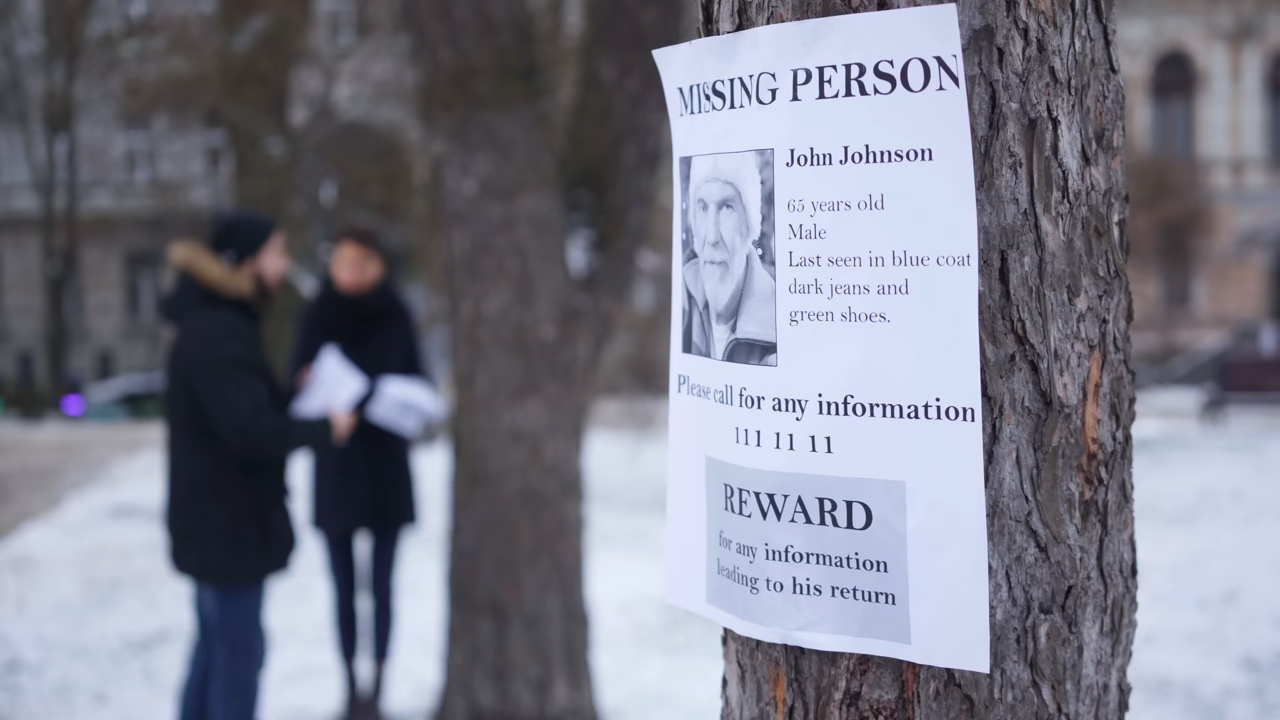 MISSING PERSON
John Johnson
65 years old
Male
Last seen in blue coat
dark jeans and
green shoes.
Please call for any information
111 11 11
REWARD
for any information
leading to his return